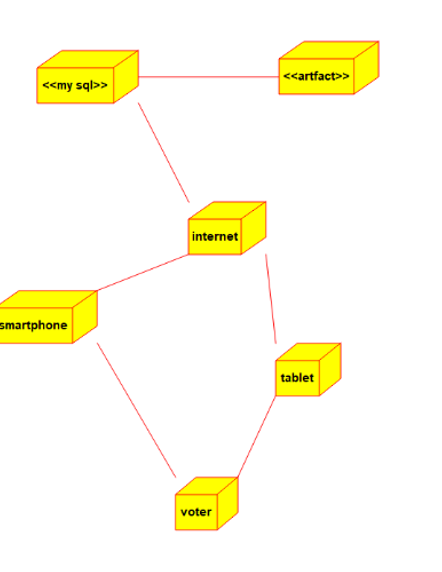 <<my sql>>
<<artfact>>
internet
smartphone
tablet
voter